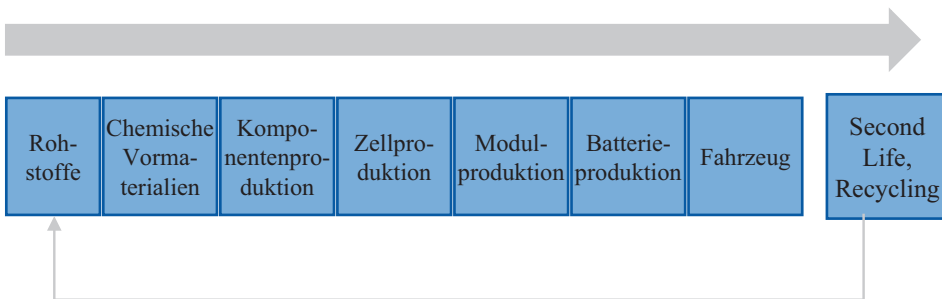 Roh-
stoffe
Chemische
Vorma-
terialien
Kompo-
nentenpro-
duktion
Zellpro-
duktion
Modul-
produktion
Batterie-
produktion
Fahrzeug
Second
Life,
Recycling